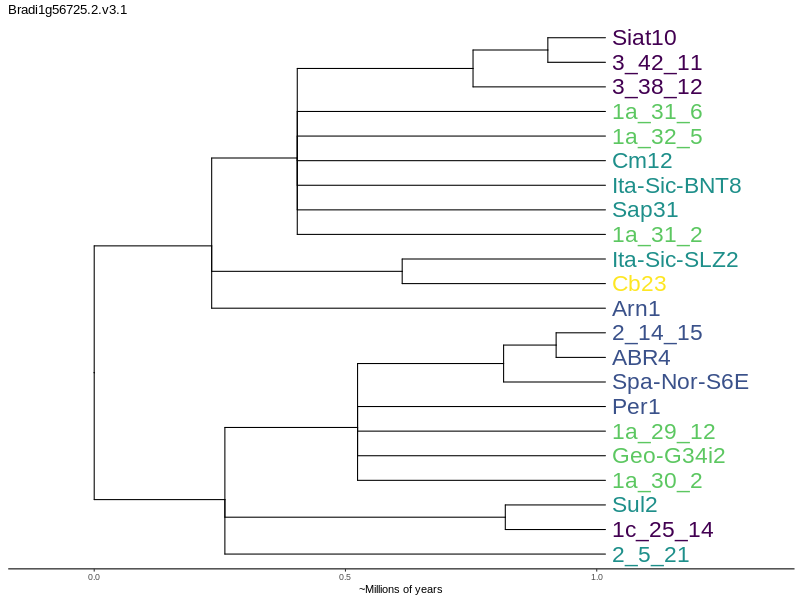 Bradi1g56725.2.v3.1
Siat10
3_42_11
3_38_12
1a_31_6
1a_32_5
Cm12
Ita-Sic-BNT8
Sap31
1a_31_2
Ita-Sic-SLZ2
Cb23
Arn1
2_14_15
ABR4
Spa-Nor-S6E
Per1
1a_29_12
Geo-G34i2
1a_30_2
Sul2
1c_25_14
2_5_21
0.0 0.5 1.0
~Millions of years